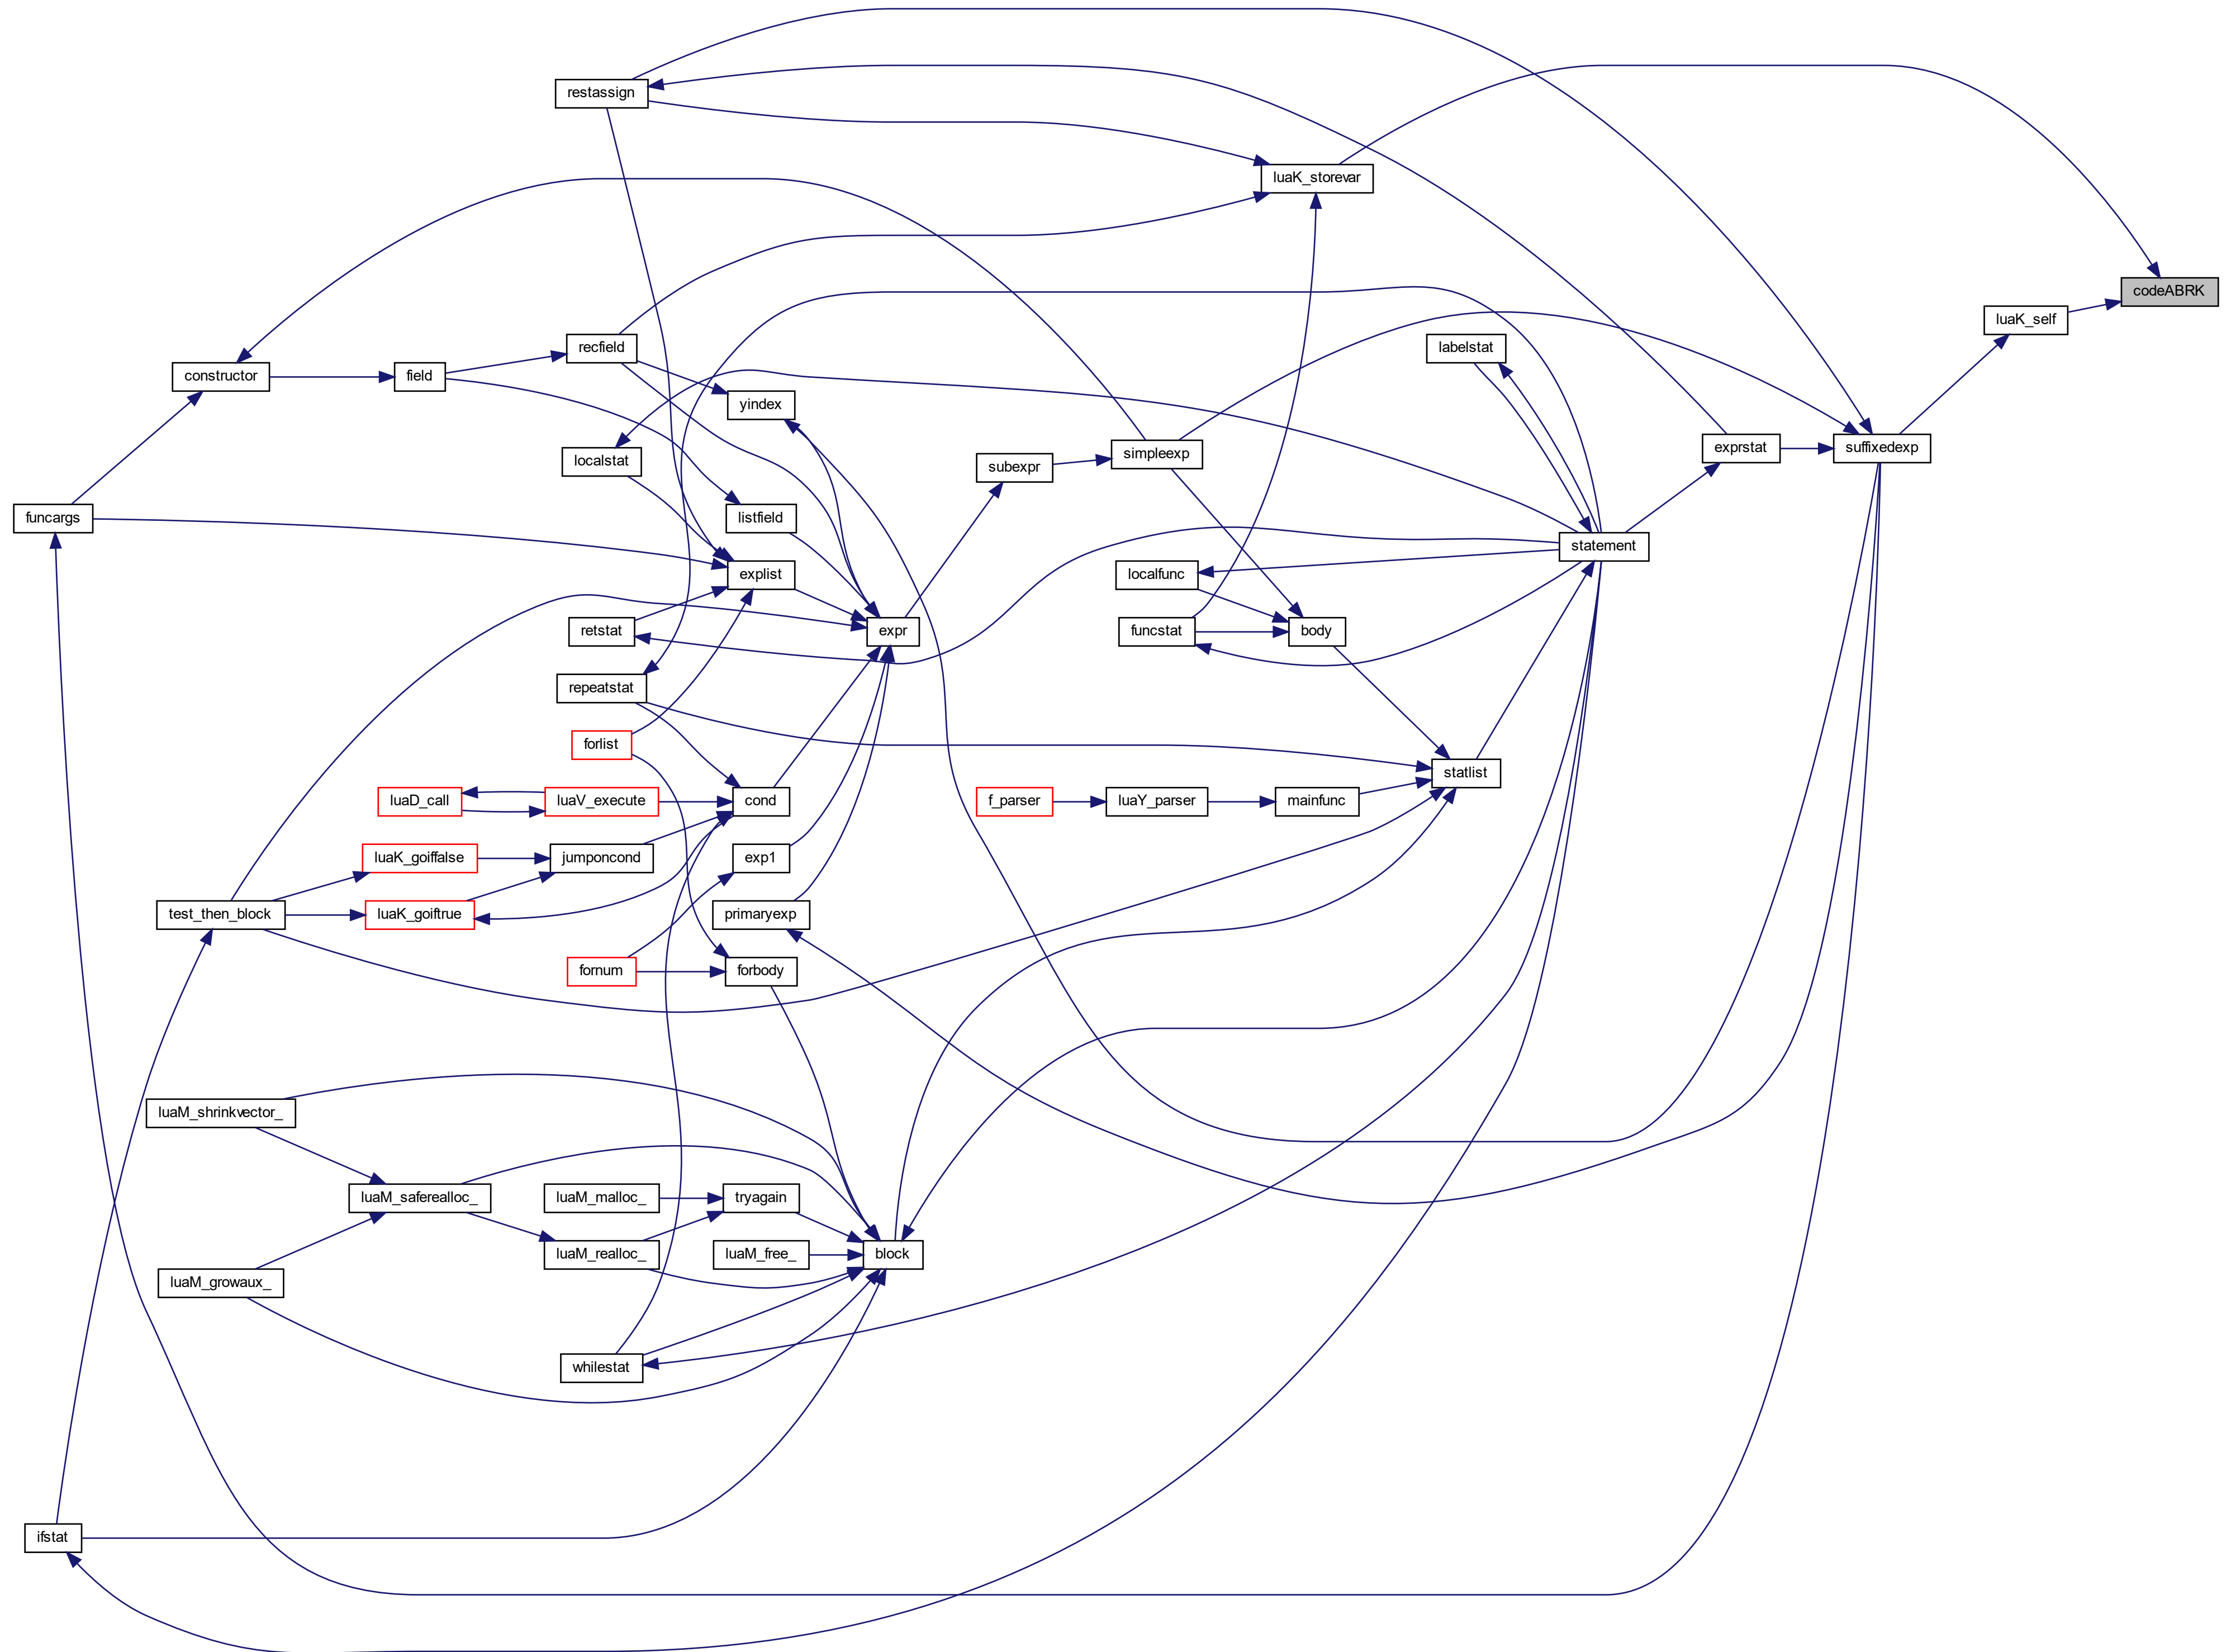 restassign
luaK_storevar
codeABRK
luaK_self
recfield
labelstat
constructor
field
yindex
exprstat
suffixedexp
simpleexp
localstat
subexpr
funcargs
listfield
statement
explist
localfunc
retstat
expr
funcstat
body
repeatstat
forlist
statlist
luaD_call
luaV_execute
cond
f_parser
luaY_parser
mainfunc
luaK_goiffalse
jumponcond
exp1
test_then_block
luaK_goiftrue
primaryexp
fornum
forbody
luaM_shrinkvector_
luaM_saferealloc_
luaM_malloc_
tryagain
luaM_realloc_
luaM_free_
block
luaM_growaux_
whilestat
ifstat